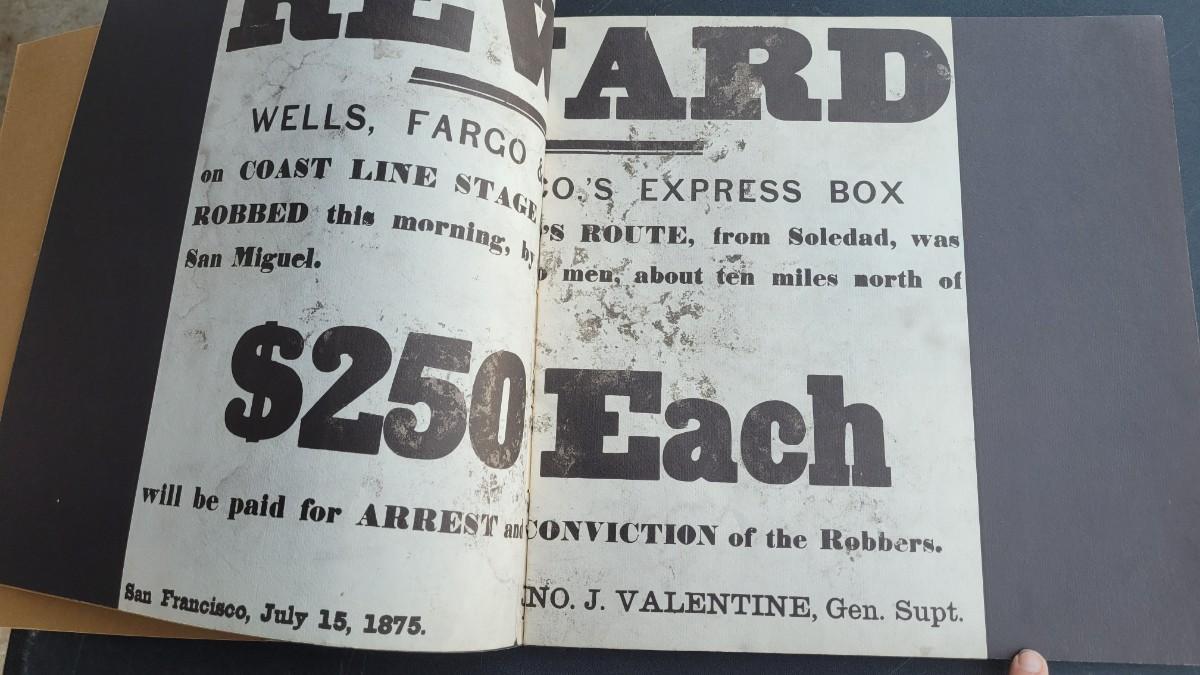 REWARD
WELLS, FARGO & CO.'S EXPRESS BOX
on COAST LINE STAGE 'S ROUTE, from Soledad, was
ROBBED this morning, by men, about ten miles north of
San Miguel.
$250 Each
will be paid for ARREST and CONVICTION of the Robbers.
San Francisco, July 15, 1875.
NO. J. VALENTINE, Gen. Supt.